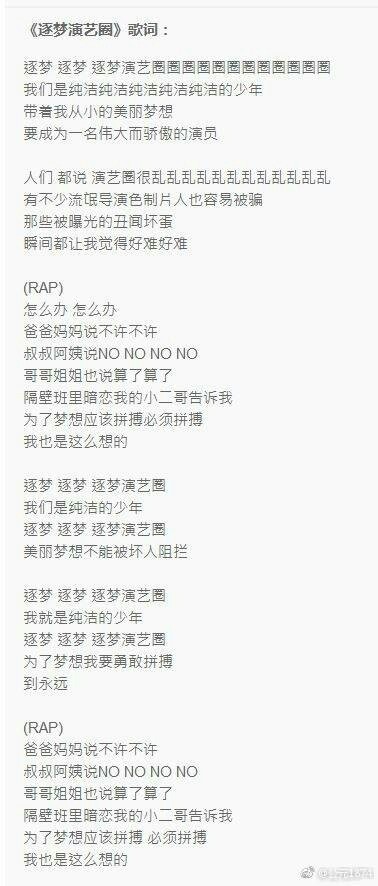 《逐梦演艺圈》歌词：
逐梦 逐梦 逐梦演艺圈圈圈圈圈圈圈圈圈圈圈圈
我们是纯洁纯洁纯洁纯洁纯洁的少年
带着我从小的美丽梦想
要成为一名伟大而骄傲的演员
人们 都说 演艺圈很乱乱乱乱乱乱乱乱乱乱乱乱
有不少流氓导演色制片人也容易被骗
那些被曝光的丑闻坏蛋
瞬间都让我觉得好难好难
(RAP)
怎么办 怎么办
爸爸妈妈说不许不许
叔叔阿姨说NO NO NO NO
哥哥姐姐也说算了算了
隔壁班里暗恋我的小二哥告诉我
为了梦想应该拼搏必须拼搏
我也是这么想的
逐梦 逐梦 逐梦演艺圈
我们是纯洁的少年
逐梦 逐梦 逐梦演艺圈
美丽梦想不能被坏人阻拦
逐梦 逐梦 逐梦演艺圈
我就是纯洁的少年
逐梦 逐梦 逐梦演艺圈
为了梦想我要勇敢拼搏
到永远
(RAP)
爸爸妈妈说不许不许
叔叔阿姨说NO NO NO NO
哥哥姐姐也说算了算了
隔壁班里暗恋我的小二哥告诉我
为了梦想应该拼搏 必须拼搏
我也是这么想的